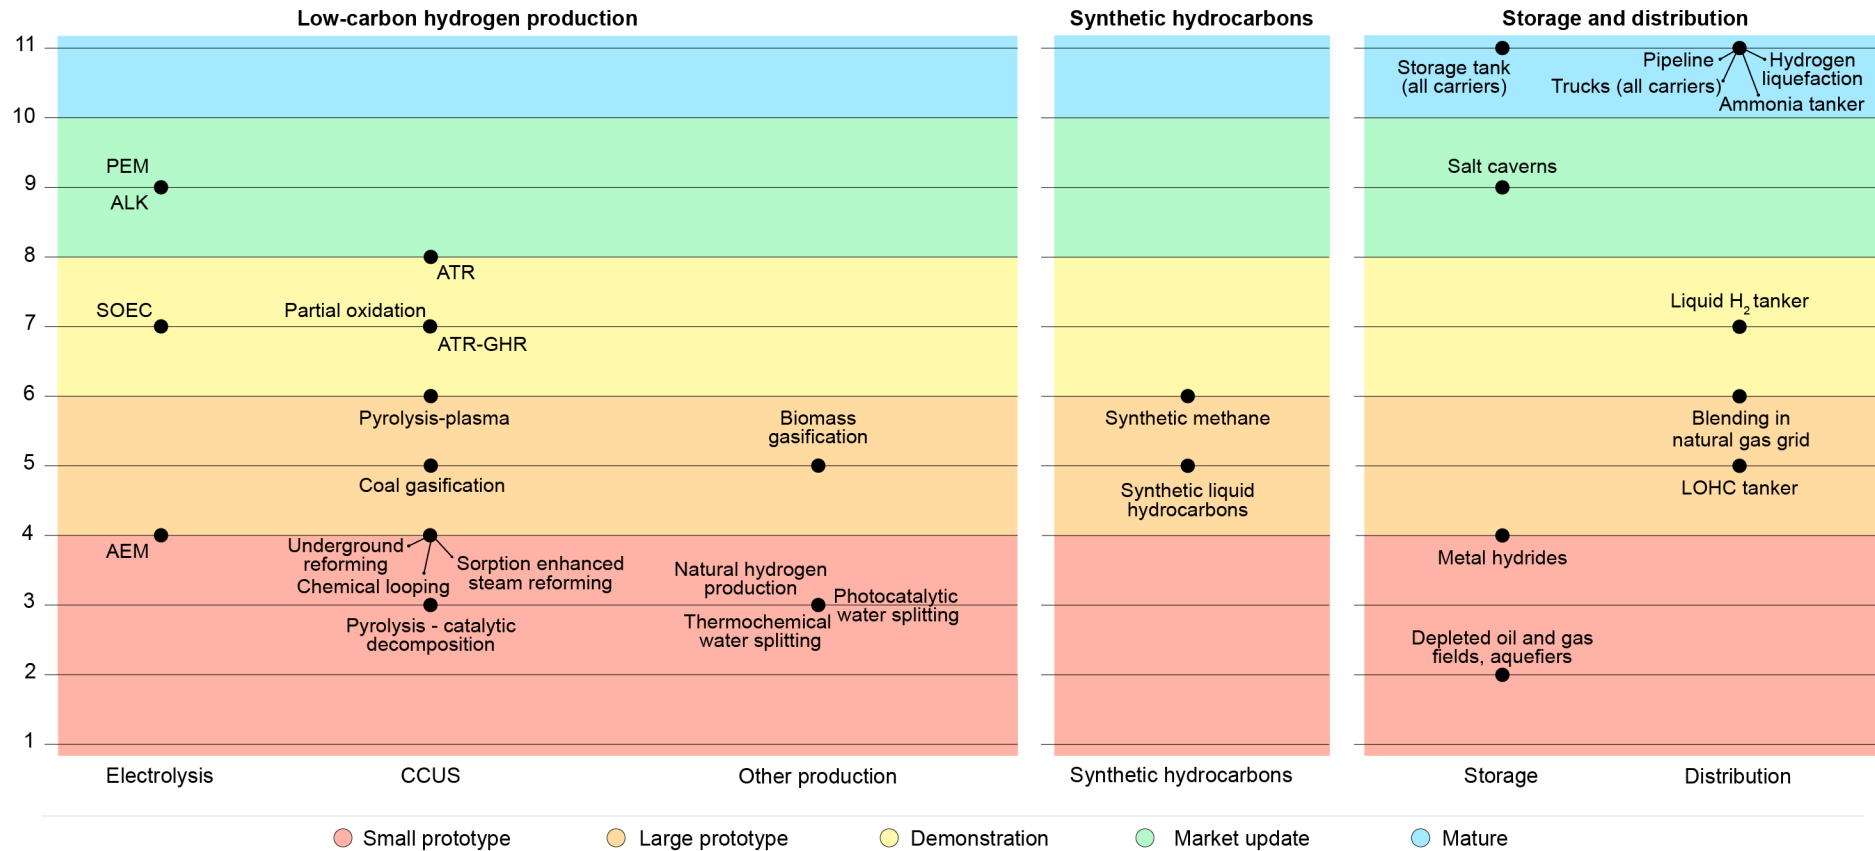 Low-carbon hydrogen production
Synthetic hydrocarbons
Storage and distribution
11
Storage tank
(all carriers)
Pipeline
Hydrogen
liquefaction
Trucks (all carriers)
Ammonia tanker
10
PEM
Salt caverns
9
ALK
8
ATR
SOEC
Partial oxidation
Liquid H2 tanker
7
ATR-GHR
6
Pyrolysis-plasma
Biomass
gasification
Synthetic methane
Blending in
natural gas grid
5
Coal gasification
Synthetic liquid
hydrocarbons
LOHC tanker
4
AEM
Underground
reforming
Chemical looping
Sorption enhanced
steam reforming
Metal hydrides
Natural hydrogen
production
Photocatalytic
water splitting
3
Pyrolysis - catalytic
decomposition
Thermochemical
water splitting
Depleted oil and gas
fields, aquefiers
2
1
Electrolysis
CCUS
Other production
Synthetic hydrocarbons
Storage
Distribution
Small prototype
Large prototype
Demonstration
Market update
Mature